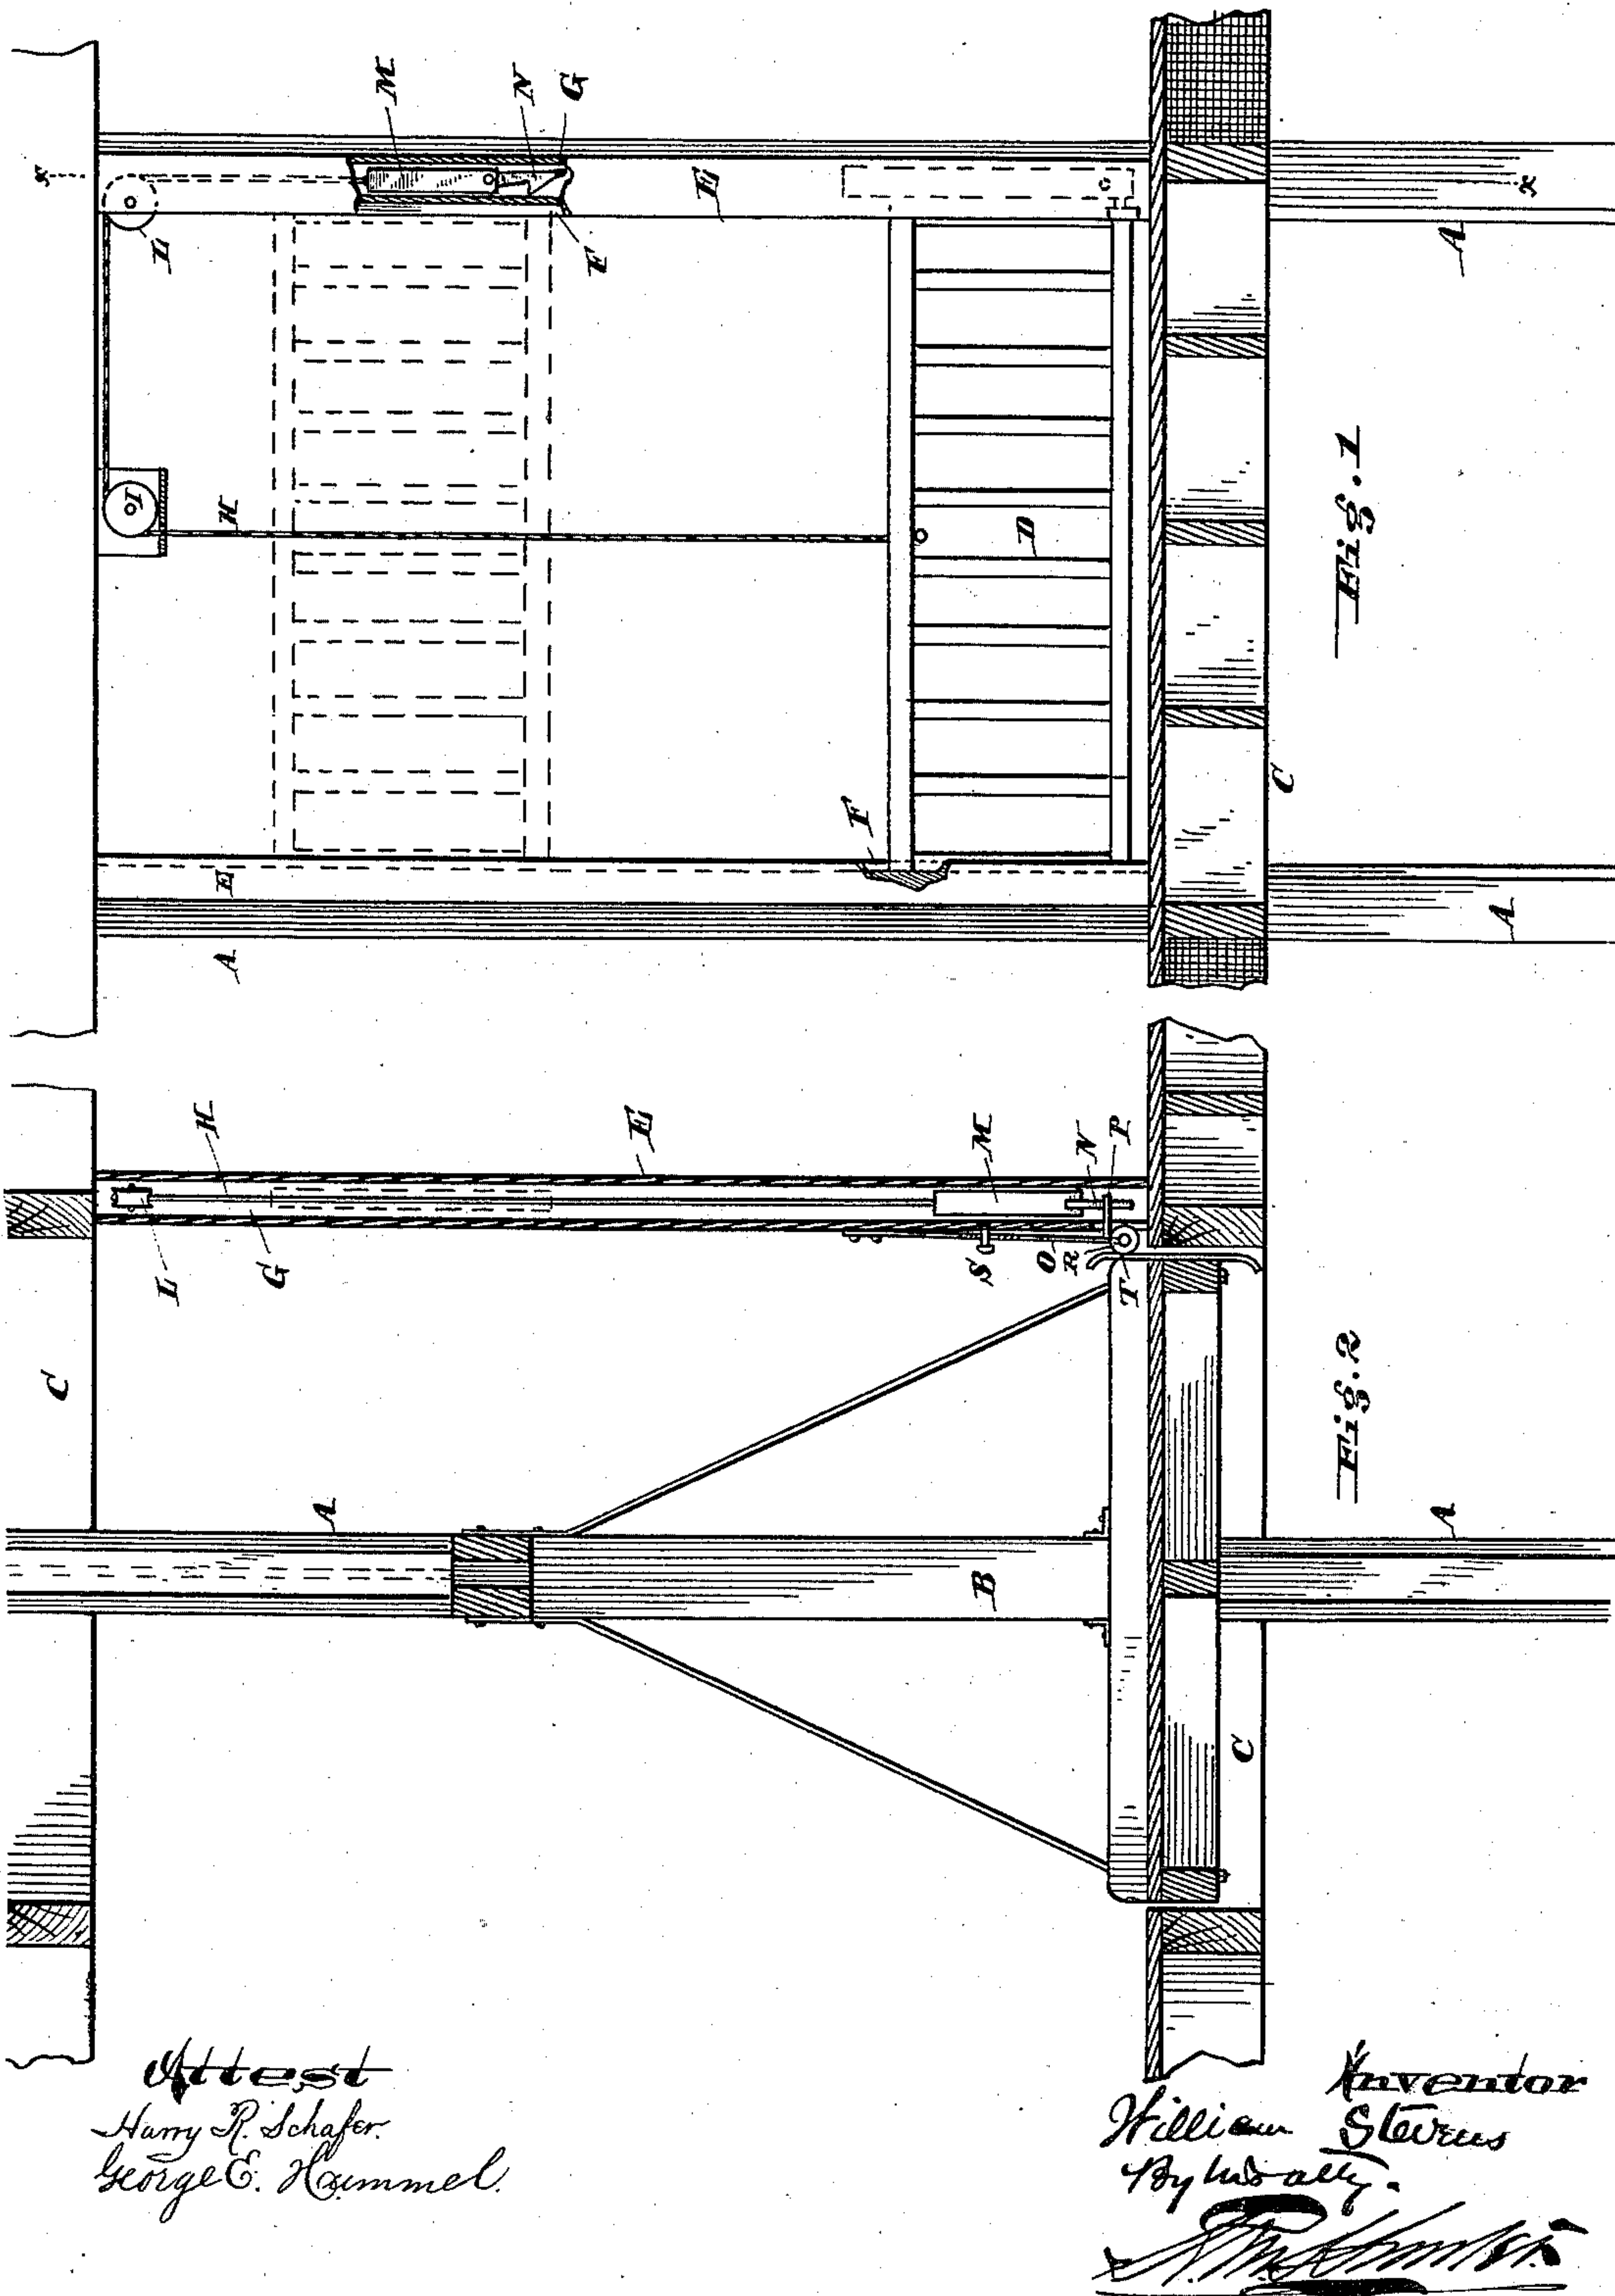 M
N
G
x
L
E
F
I
H
D
x
A
Fig. 1
F
E
A
C
A
H
E
M
N
P
L
G
S
O
R
T
C
A
B
Fig. 2
A
C
Attest
Harry R. Schafer.
George E. Hummel.
Inventor
William Stevens
By his atty.